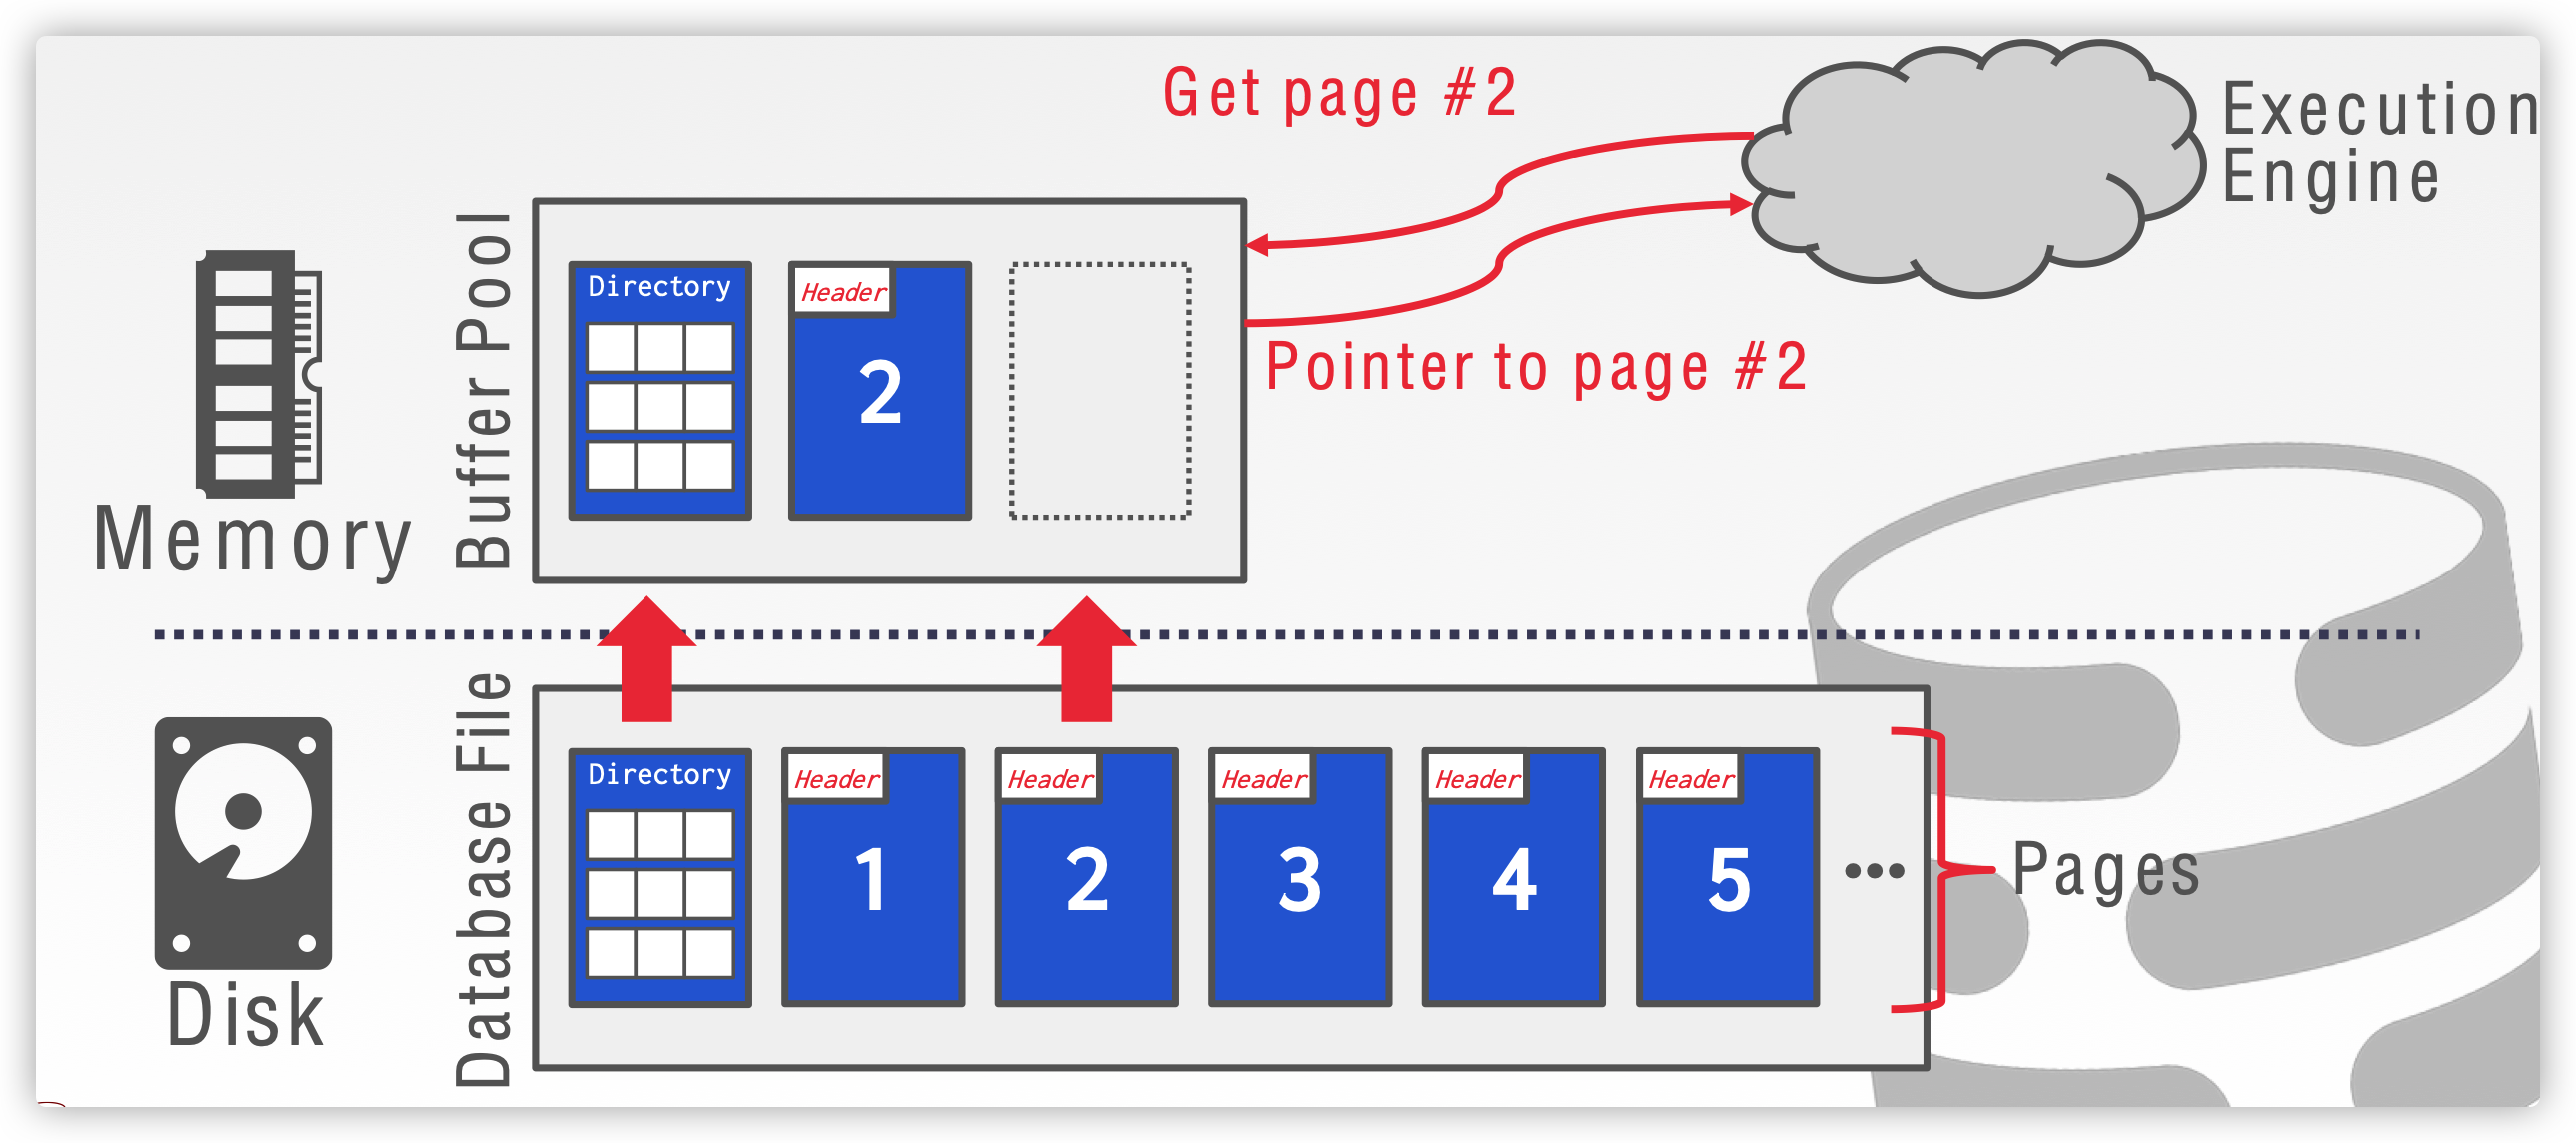 Get page #2
Execution
Engine
Pointer to page #2
Memory
Buffer Pool
Directory
Header
2
Disk
Database File
Directory
Header
1
Header
2
Header
3
Header
4
Header
5
...
Pages